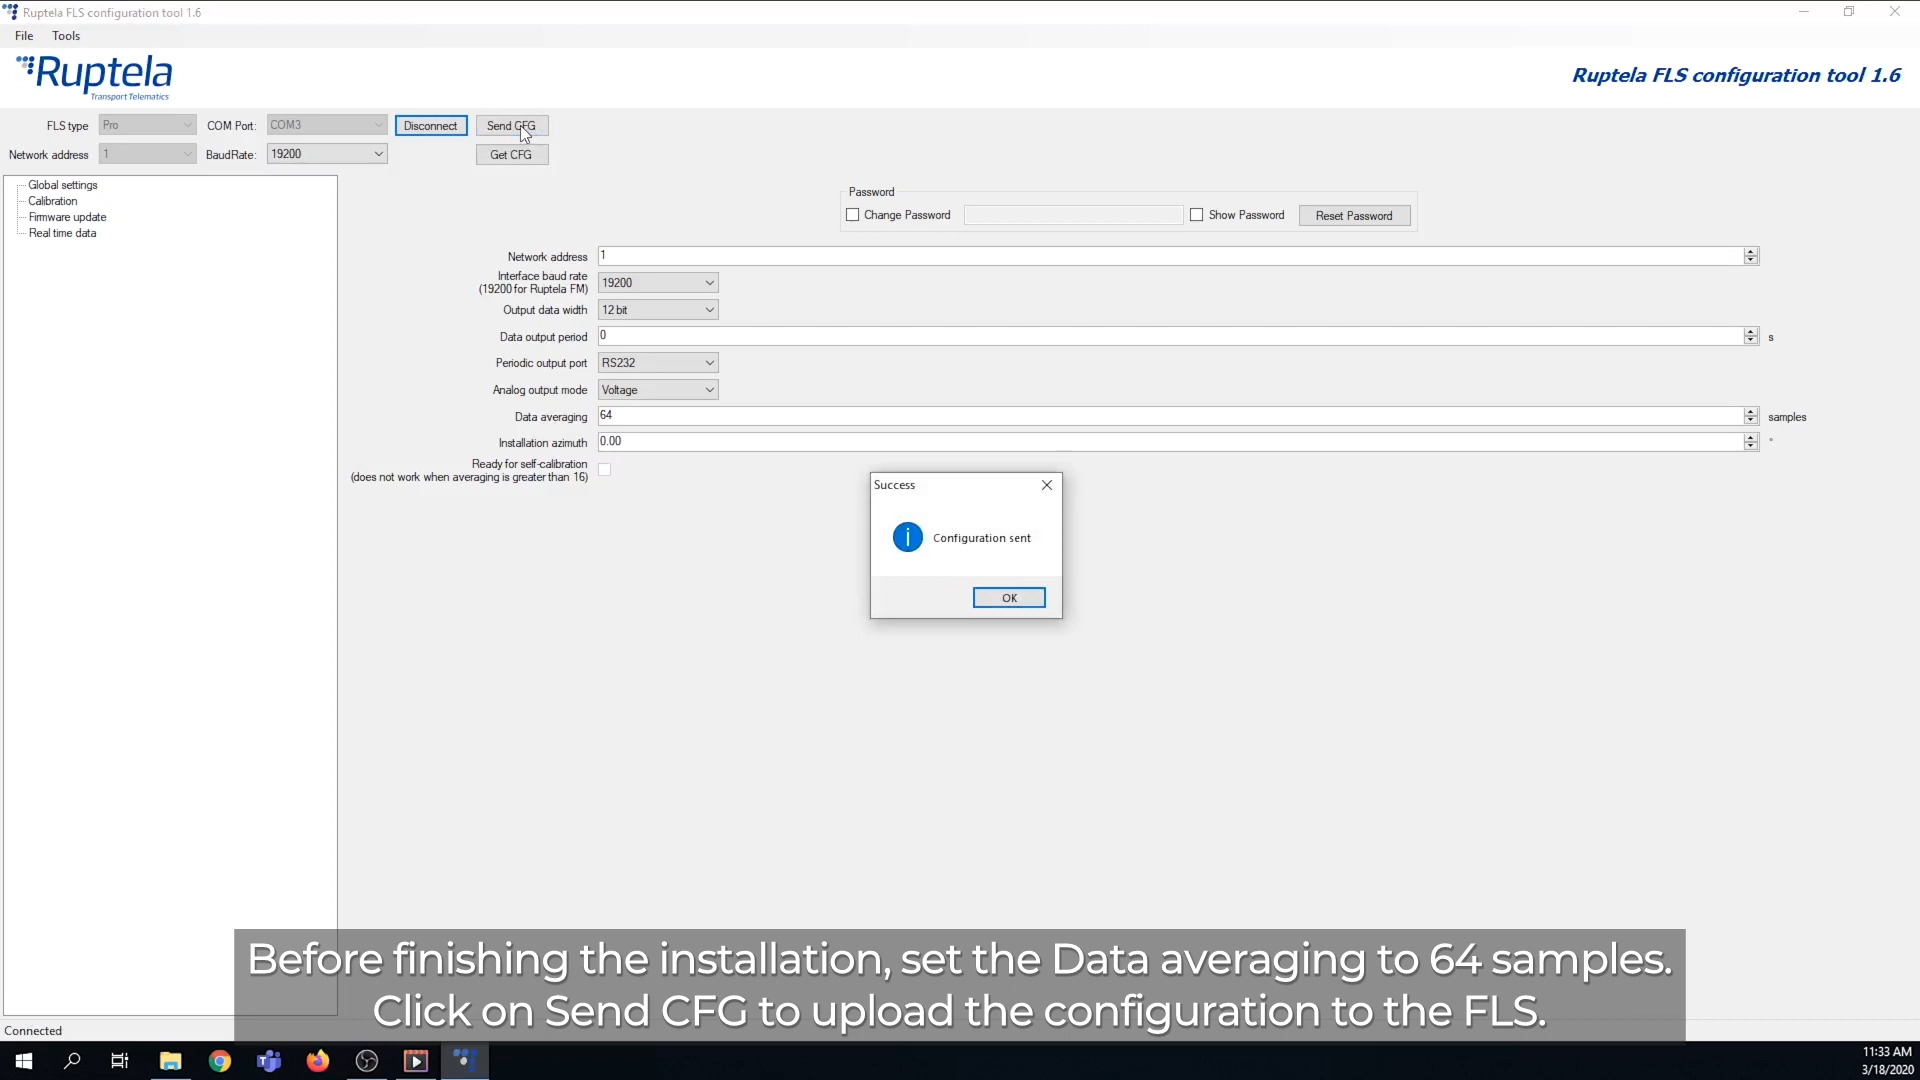 Ruptela FLS configuration tool 1.6
File Tools
Ruptela
Transport Telematics
Ruptela FLS configuration tool 1.6
FLS type Pro COM Port: COM3 Disconnect Send CFG
Network address 1 BaudRate: 19200 Get CFG
Global settings
Calibration
Firmware update
Real time data
Password
Change Password Show Password Reset Password
Network address 1
Interface baud rate
(19200 for Ruptela FM) 19200
Output data width 12 bit
Data output period 0 s
Periodic output port RS232
Analog output mode Voltage
Data averaging 64 samples
Installation azimuth 0.00 °
Ready for self-calibration
(does not work when averaging is greater than 16)
Success
Configuration sent
OK
Before finishing the installation, set the Data averaging to 64 samples.
Click on Send CFG to upload the configuration to the FLS.
Connected
11:33 AM
3/18/2020